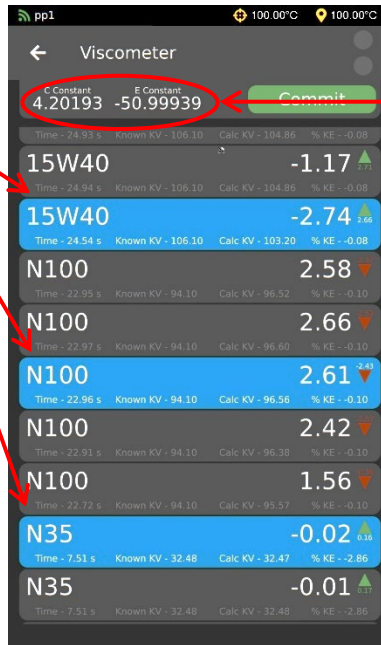 pp1 100.00°C 100.00°C
Viscometer
C Constant E Constant
4.20193 -50.99939 Commit
Time - 24.93 s Known KV - 106.10 Calc KV - 104.86 % KE - -0.08
15W40 -1.17
2.71
Time - 24.94 s Known KV - 106.10 Calc KV - 104.86 % KE - -0.08
15W40 -2.74
2.66
Time - 24.54 s Known KV - 106.10 Calc KV - 103.20 % KE - -0.08
N100 2.58
Time - 22.95 s Known KV - 94.10 Calc KV - 96.52 % KE - -0.10
N100 2.66
Time - 22.97 s Known KV - 94.10 Calc KV - 96.60 % KE - -0.10
N100 2.61
-2.43
Time - 22.96 s Known KV - 94.10 Calc KV - 96.56 % KE - -0.10
N100 2.42
Time - 22.91 s Known KV - 94.10 Calc KV - 96.38 % KE - -0.10
N100 1.56
Time - 22.72 s Known KV - 94.10 Calc KV - 95.57 % KE - -0.10
N35 -0.02
0.16
Time - 7.51 s Known KV - 32.48 Calc KV - 32.47 % KE - -2.86
N35 -0.01
0.17
Time - 7.51 s Known KV - 32.48 Calc KV - 32.48 % KE - -2.86